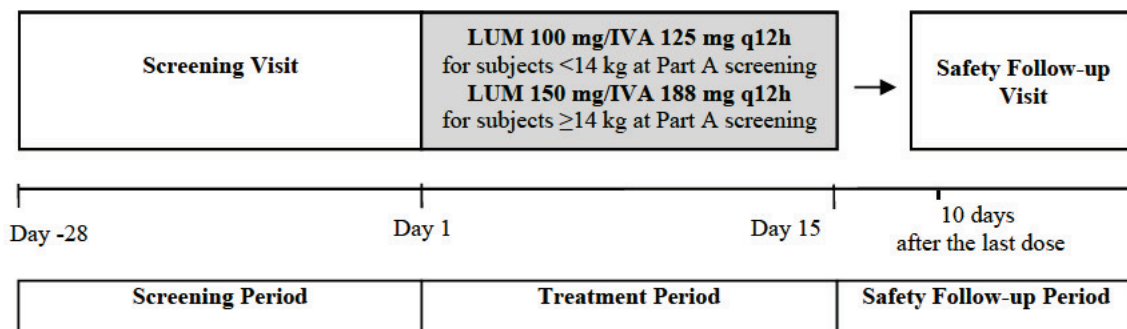 Screening Visit
LUM 100 mg/IVA 125 mg q12h
for subjects <14 kg at Part A screening
LUM 150 mg/IVA 188 mg q12h
for subjects ≥14 kg at Part A screening
Safety Follow-up
Visit
Day -28
Day 1
Day 15
10 days
after the last dose
Screening Period
Treatment Period
Safety Follow-up Period